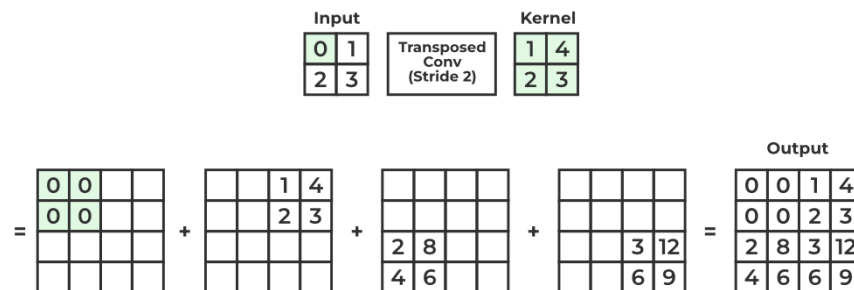 Input Kernel
0 1 Transposed 1 4
Conv
2 3 (Stride 2) 2 3
Output
0 0 1 4 0 0 1 4
0 0 2 3 0 0 2 3
= + + + =
2 8 3 12 2 8 3 12
4 6 6 9 4 6 6 9